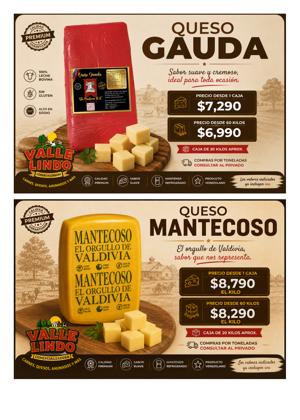 PREMIUM
QUESO
GAUDA
Sabor suave y cremoso,
ideal para toda ocasión.
100%
LECHE
BOVINA
SIN
GLUTEN
ALTO EN
SODIO
Queso Gauda
PRECIO DESDE 1 CAJA
$7,290
PRECIO DESDE 60 KILOS
$6,990
CAJA DE 20 KILOS APROX.
COMPRAS POR TONELADAS
CONSULTAR AL PRIVADO
VALLE
LINDO
COMERCIALIZADORA
CALIDAD
PREMIUM
SABOR
SUAVE
MANTENER
REFRIGERADO
PRODUCTO
Los valores indicados
ya incluyen iva
PREMIUM
QUESO
MANTECOSO
El orgullo de Valdivia,
sabor que nos representa.
MANTECOSO
EL ORGULLO DE
VALDIVIA
MANTECOSO
EL ORGULLO DE
VALDIVIA
PRECIO DESDE 1 CAJA
$8,790
EL KILO
PRECIO DESDE 60 KILOS
$8,290
EL KILO
CAJA DE 20 KILOS APROX.
COMPRAS POR TONELADAS
CONSULTAR AL PRIVADO
VALLE
LINDO
COMERCIALIZADORA
CALIDAD
PREMIUM
SABOR
SUAVE
MANTENER
REFRIGERADO
PRODUCTO
Los valores indicados
ya incluyen iva